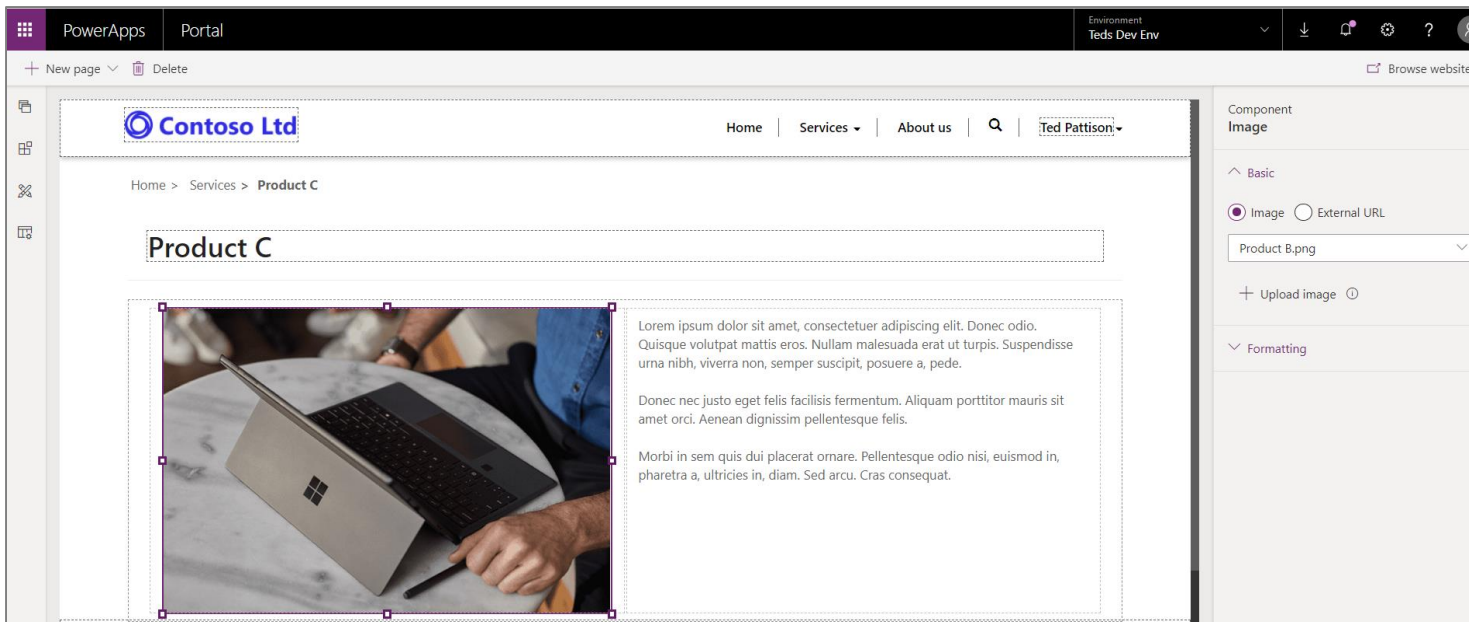 PowerApps Portal Environment
Teds Dev Env ?
New page Delete Browse website
Contoso Ltd Home Services About us Ted Pattison
Component
Image
Home > Services > Product C
Basic
Image External URL
Product C
Product B.png
Upload image
Formatting
Lorem ipsum dolor sit amet, consectetuer adipiscing elit. Donec odio.
Quisque volutpat mattis eros. Nullam malesuada erat ut turpis. Suspendisse
urna nibh, viverra non, semper suscipit, posuere a, pede.
Donec nec justo eget felis facilisis fermentum. Aliquam porttitor mauris sit
amet orci. Aenean dignissim pellentesque felis.
Morbi in sem quis dui placerat ornare. Pellentesque odio nisi, euismod in,
pharetra a, ultricies in, diam. Sed arcu. Cras consequat.